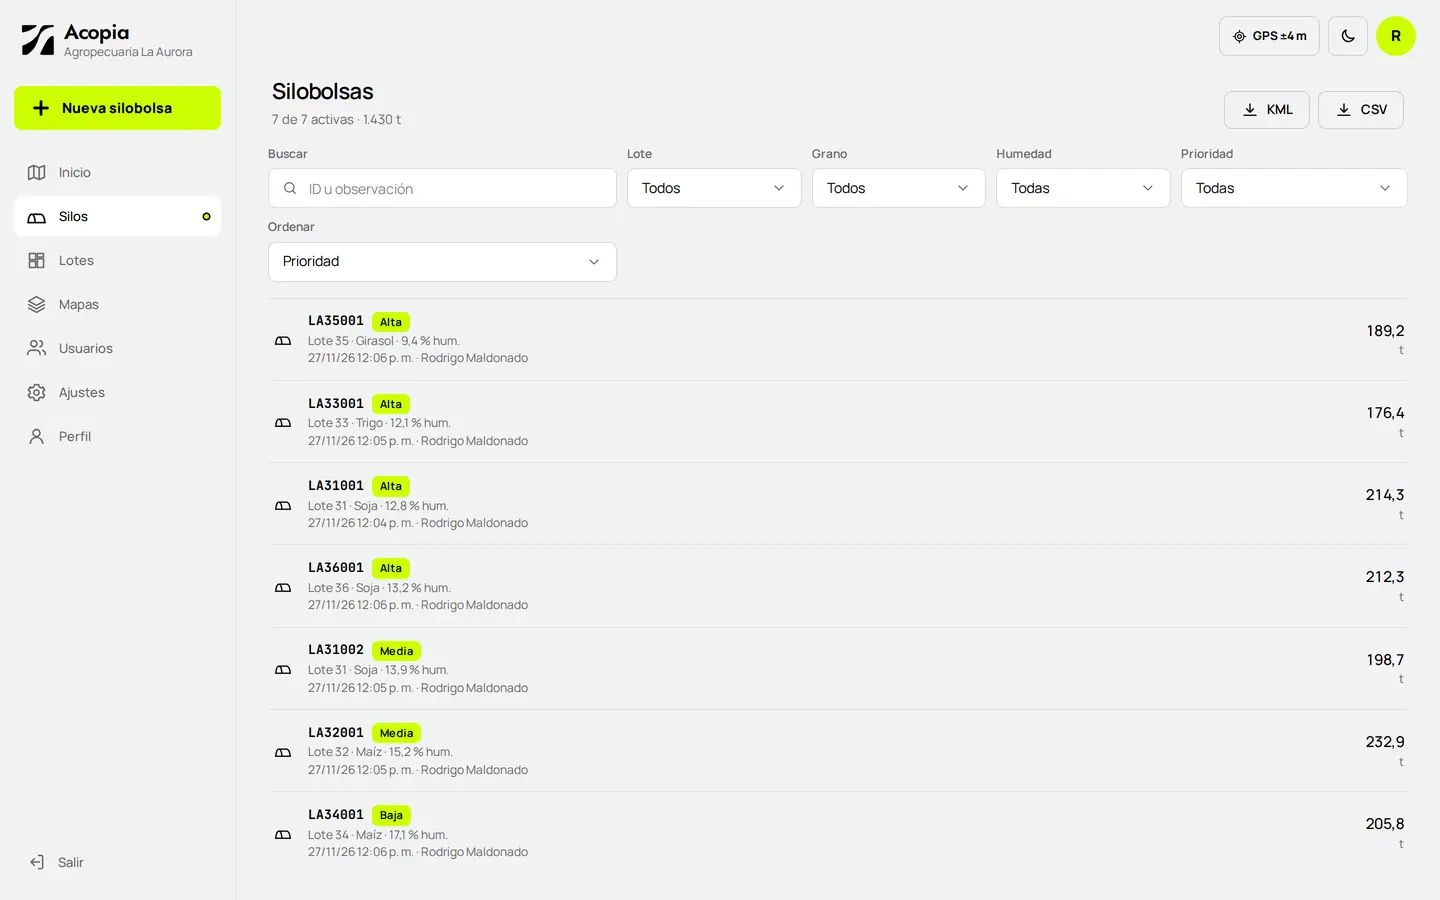 Acopia
Agropecuaria La Aurora
GPS ±4 m
R
Nueva silobolsa
Inicio
Silos
Lotes
Mapas
Usuarios
Ajustes
Perfil
Salir
Silobolsas
7 de 7 activas · 1.430 t
KML
CSV
Buscar
Lote
Grano
Humedad
Prioridad
ID u observación
Todos
Todos
Todas
Todas
Ordenar
Prioridad
LA35001 Alta
Lote 35 · Girasol · 9,4 % hum.
27/11/26 12:06 p. m. · Rodrigo Maldonado
189,2
t
LA33001 Alta
Lote 33 · Trigo · 12,1 % hum.
27/11/26 12:05 p. m. · Rodrigo Maldonado
176,4
t
LA31001 Alta
Lote 31 · Soja · 12,8 % hum.
27/11/26 12:04 p. m. · Rodrigo Maldonado
214,3
t
LA36001 Alta
Lote 36 · Soja · 13,2 % hum.
27/11/26 12:06 p. m. · Rodrigo Maldonado
212,3
t
LA31002 Media
Lote 31 · Soja · 13,9 % hum.
27/11/26 12:05 p. m. · Rodrigo Maldonado
198,7
t
LA32001 Media
Lote 32 · Maíz · 15,2 % hum.
27/11/26 12:05 p. m. · Rodrigo Maldonado
232,9
t
LA34001 Baja
Lote 34 · Maíz · 17,1 % hum.
27/11/26 12:06 p. m. · Rodrigo Maldonado
205,8
t